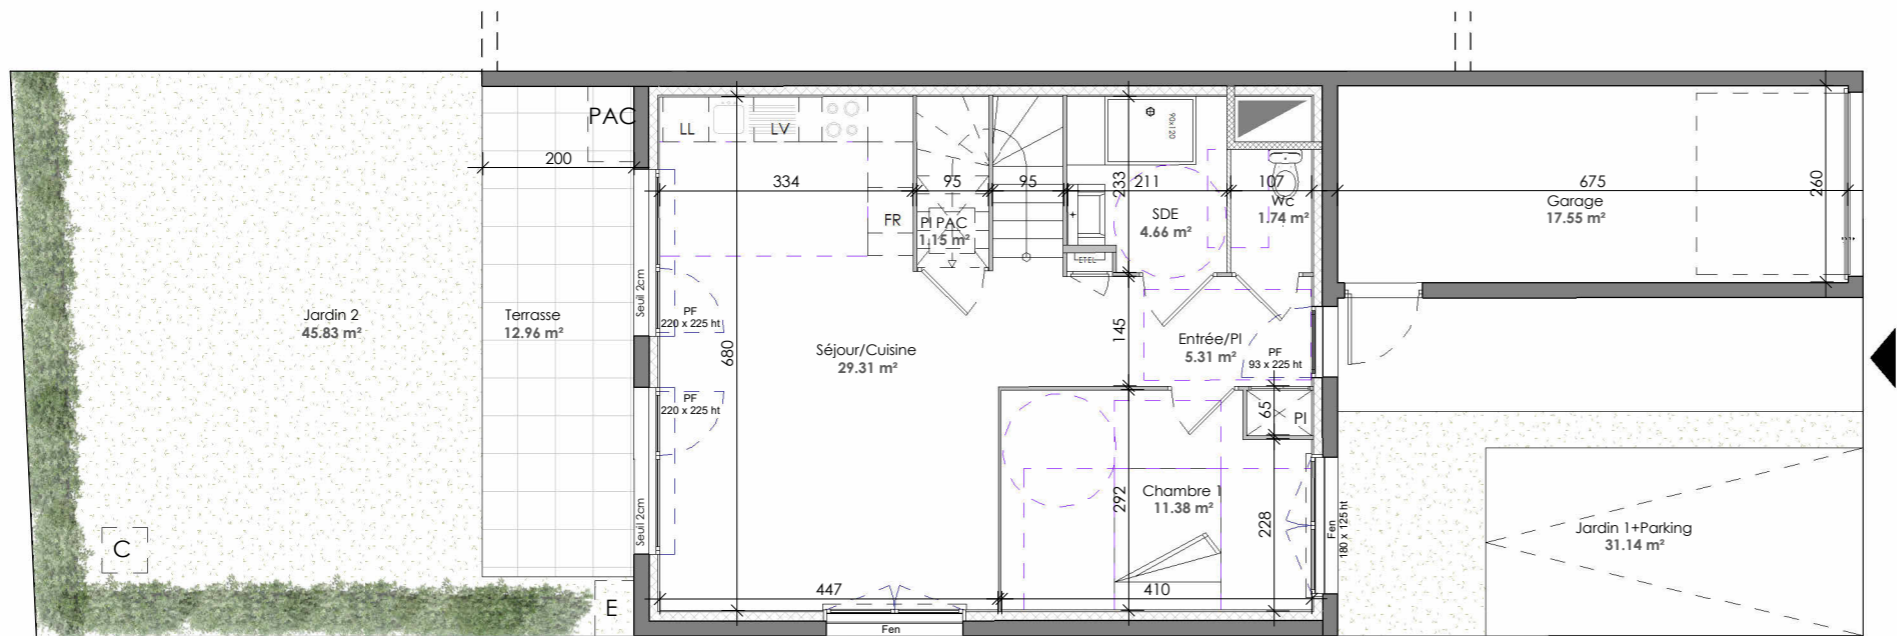 PAC
200
LL
LV
334
95
95
233
211
107
90x120
675
260
FR
Pl PAC
1.15 m²
SDE
4.66 m²
Wc
1.74 m²
Garage
17.55 m²
ETEL
Seuil 2cm
Jardin 2
45.83 m²
Terrasse
12.96 m²
PF
220 x 225 ht
680
Séjour/Cuisine
29.31 m²
145
Entrée/Pl
5.31 m²
PF
93 x 225 ht
PF
220 x 225 ht
65
Pl
Seuil 2cm
292
Chambre 1
11.38 m²
228
Fen
180 x 125 ht
Jardin 1+Parking
31.14 m²
C
E
447
410
Fen